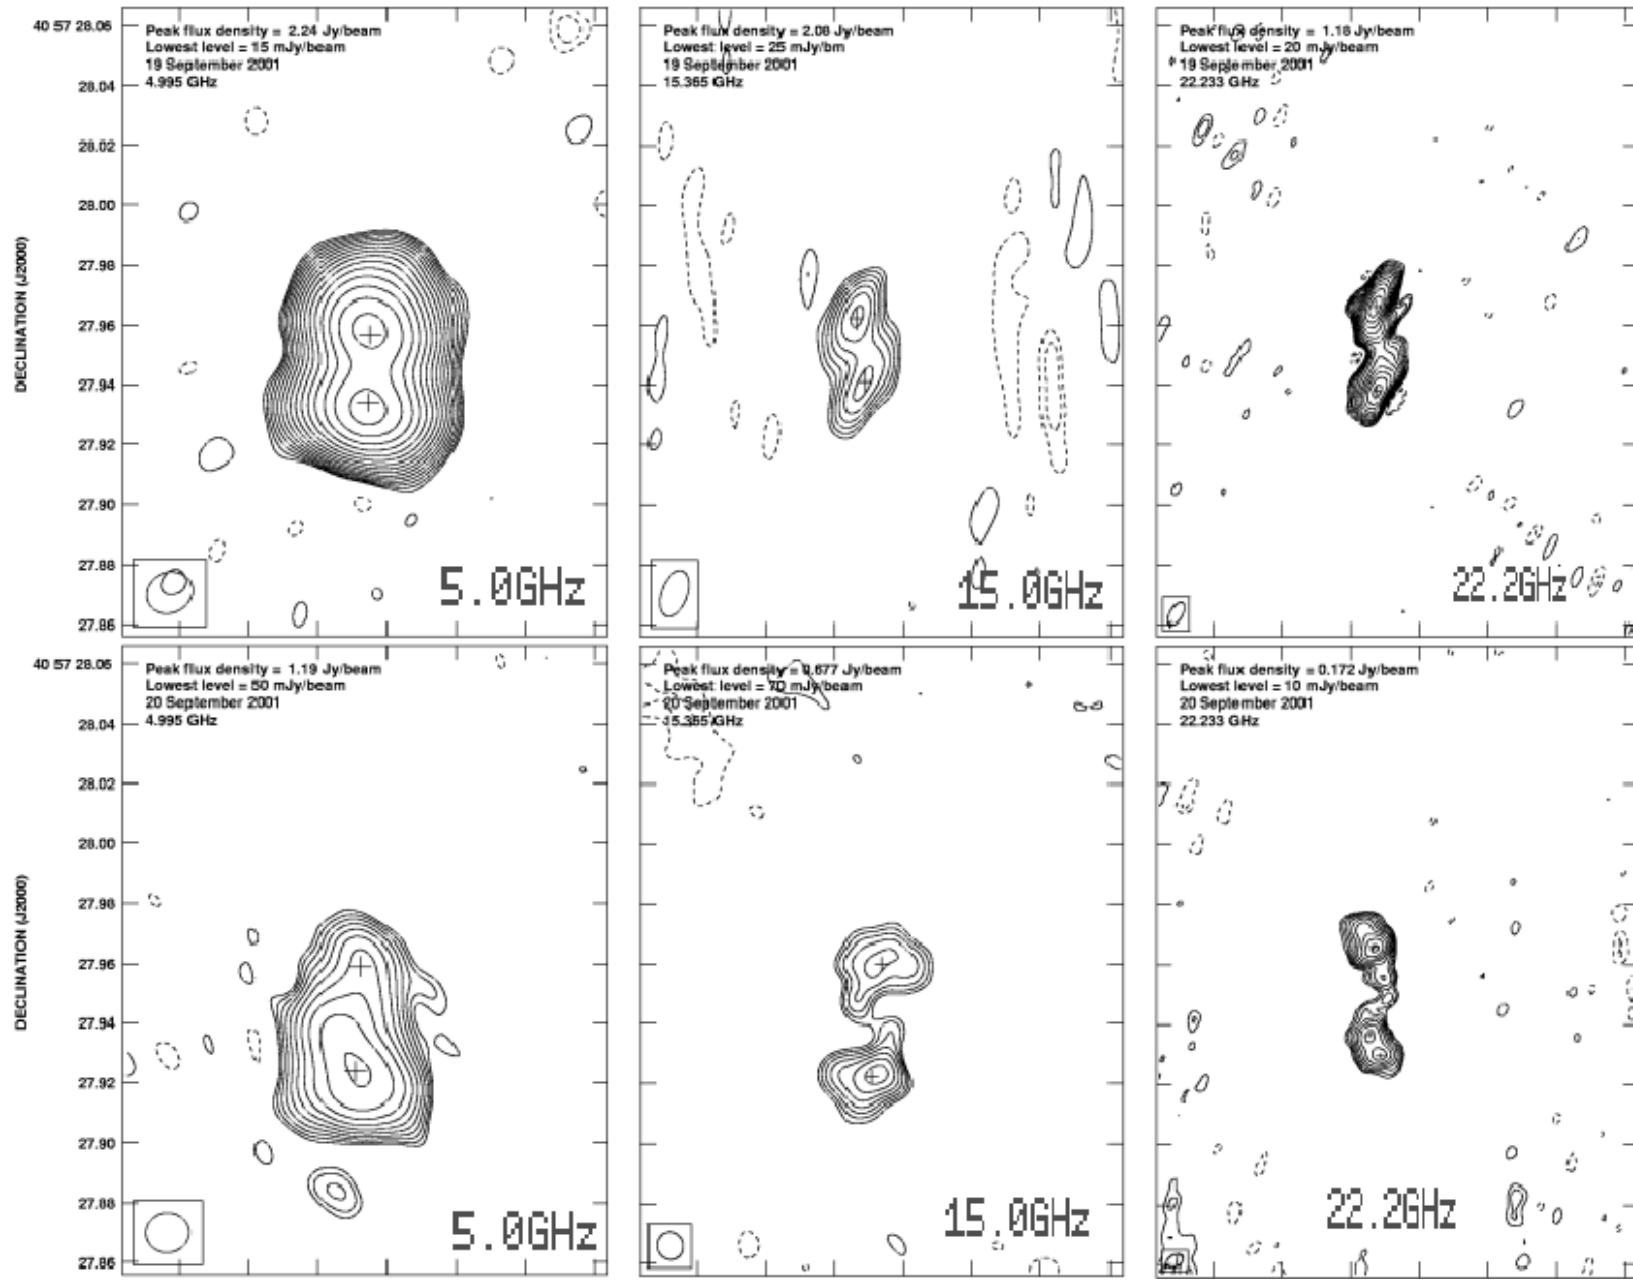 40 57 28.06
Peak flux density = 2.24 Jy/beam
Lowest level = 15 mJy/beam
19 September 2001
4.995 GHz
28.04
28.02
28.00
27.98
27.96
27.94
27.92
27.90
27.88
27.86
DECLINATION (J2000)
5.0GHz
Peak flux density = 2.08 Jy/beam
Lowest level = 25 mJy/bm
19 September 2001
15.365 GHz
15.0GHz
Peak flux density = 1.18 Jy/beam
Lowest level = 20 mJy/beam
19 September 2001
22.233 GHz
22.2GHz
40 57 28.06
Peak flux density = 1.19 Jy/beam
Lowest level = 50 mJy/beam
20 September 2001
4.995 GHz
28.04
28.02
28.00
27.98
27.96
27.94
27.92
27.90
27.88
27.86
DECLINATION (J2000)
5.0GHz
Peak flux density = 0.677 Jy/beam
Lowest level = 70 mJy/beam
20 September 2001
15.365 GHz
15.0GHz
Peak flux density = 0.172 Jy/beam
Lowest level = 10 mJy/beam
20 September 2001
22.233 GHz
22.2GHz